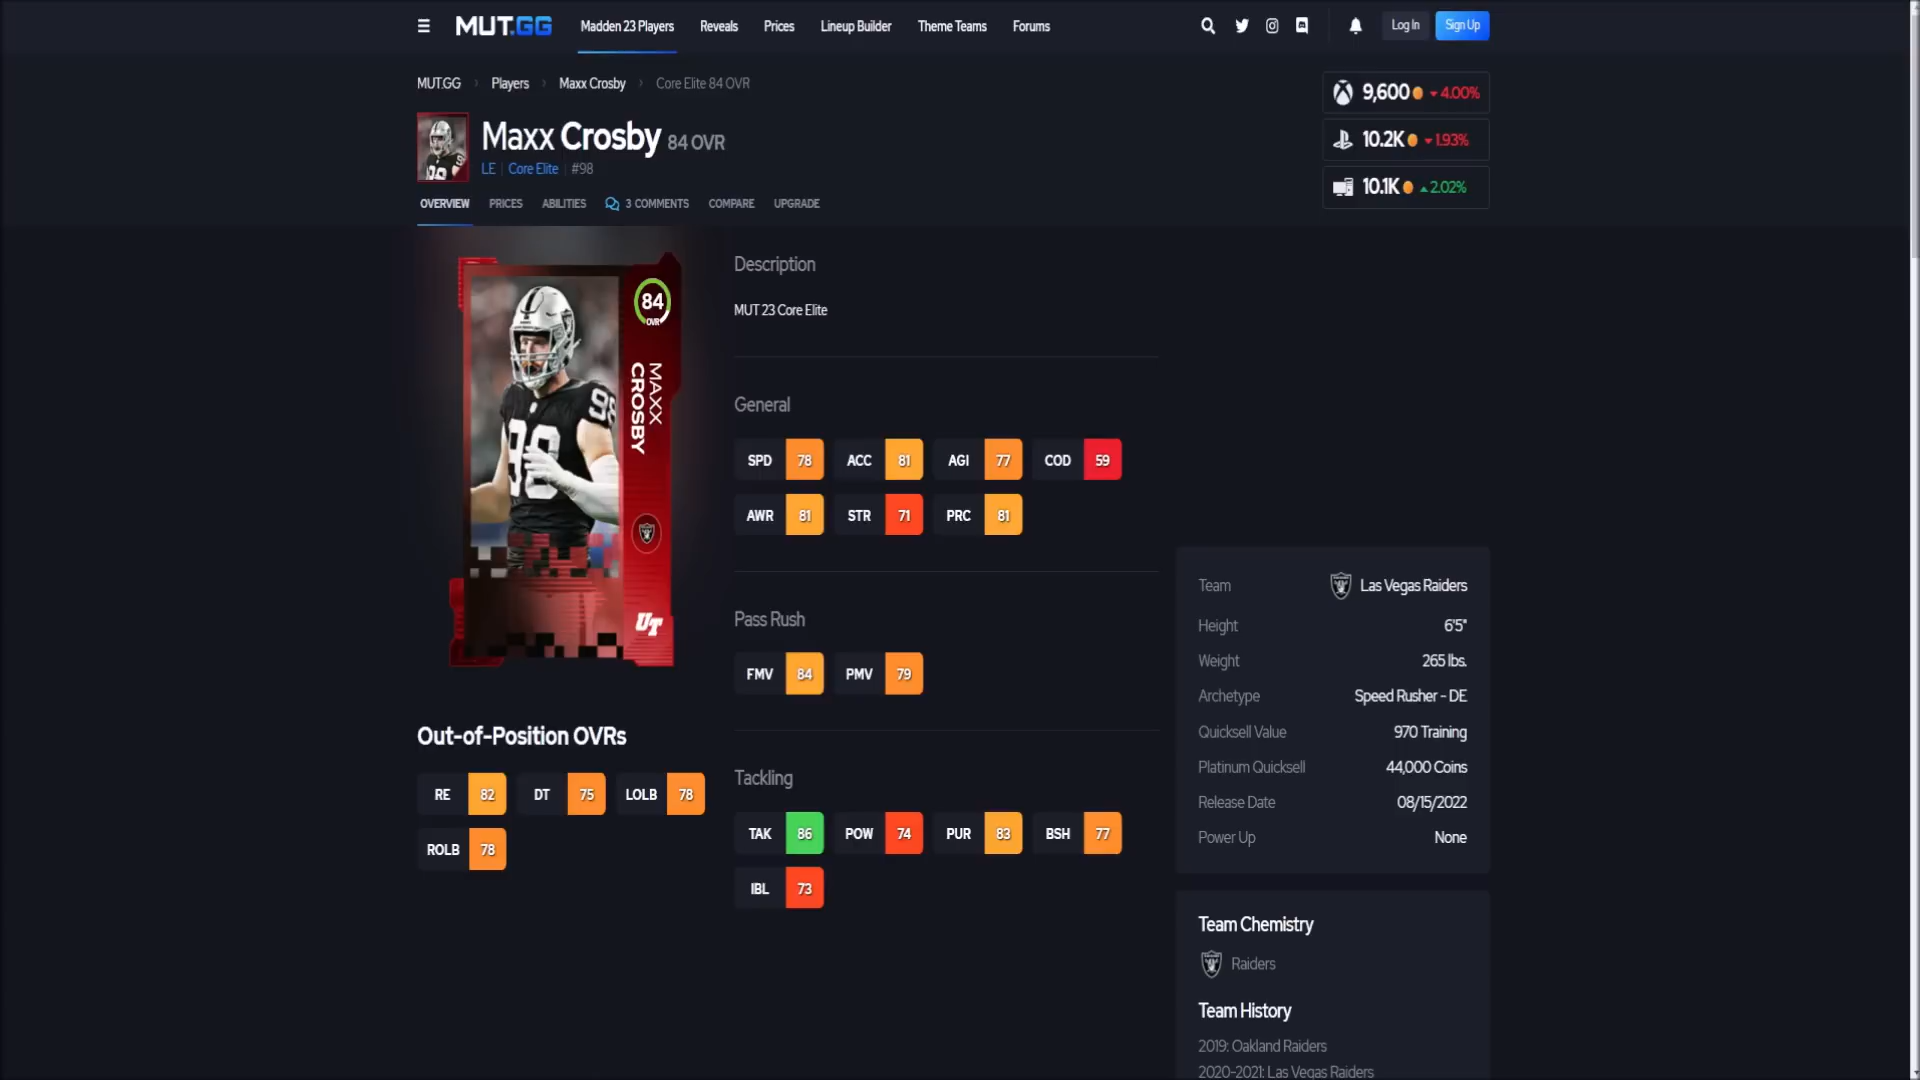 MUT.GG
Madden 23 Players
Reveals
Prices
Lineup Builder
Theme Teams
Forums
Log In
Sign Up
MUT.GG
Players
Maxx Crosby
Core Elite 84 OVR
Maxx Crosby 84 OVR
LE
Core Elite
#98
9,600 4.00%
10.2K 1.93%
10.1K 2.02%
OVERVIEW
PRICES
ABILITIES
3 COMMENTS
COMPARE
UPGRADE
84
OVR
MAXX
CROSBY
98
98
UT
Description
MUT 23 Core Elite
General
SPD 78
ACC 81
AGI 77
COD 59
AWR 81
STR 71
PRC 81
Pass Rush
FMV 84
PMV 79
Out-of-Position OVRs
RE 82
DT 75
LOLB 78
ROLB 78
Tackling
TAK 86
POW 74
PUR 83
BSH 77
IBL 73
Team Las Vegas Raiders
Height 6'5"
Weight 265 lbs.
Archetype Speed Rusher - DE
Quicksell Value 970 Training
Platinum Quicksell 44,000 Coins
Release Date 08/15/2022
Power Up None
Team Chemistry
Raiders
Team History
2019: Oakland Raiders
2020-2021: Las Vegas Raiders